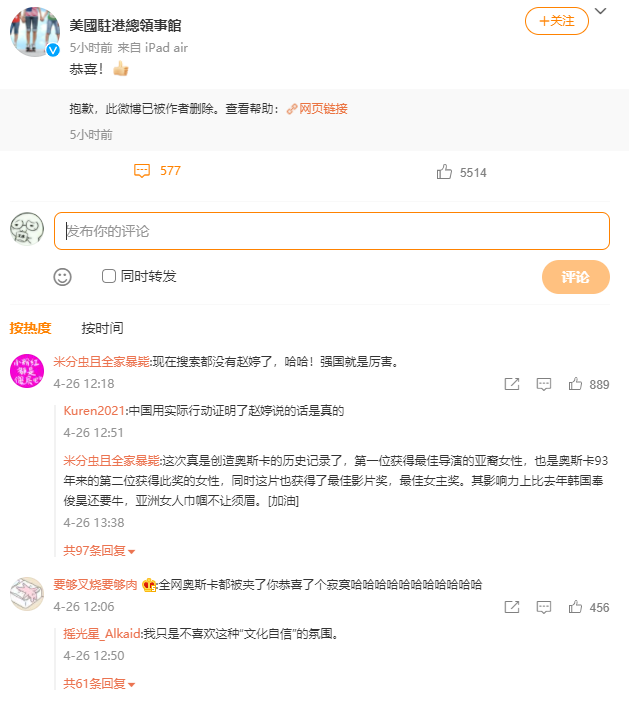 美國駐港總領事館
+关注
5小时前 来自 iPad air
恭喜！
抱歉，此微博已被作者删除。查看帮助：网页链接
5小时前
577
5514
发布你的评论
同时转发
评论
按热度 按时间
米分虫且全家暴毙:现在搜索都没有赵婷了，哈哈！强国就是厉害。
4-26 12:18
889
Kuren2021:中国用实际行动证明了赵婷说的话是真的
4-26 12:51
米分虫且全家暴毙:这次真是创造奥斯卡的历史记录了，第一位获得最佳导演的亚裔女性，也是奥斯卡93
年来的第二位获得此奖的女性，同时这片也获得了最佳影片奖，最佳女主奖。其影响力上比去年韩国奉
俊昊还要牛，亚洲女人巾帼不让须眉。[加油]
4-26 13:38
共97条回复
要够叉烧要够肉:全网奥斯卡都被夹了你恭喜了个寂寞哈哈哈哈哈哈哈哈哈哈哈
4-26 12:06
456
摇光星_Alkaid:我只是不喜欢这种“文化自信”的氛围。
4-26 12:50
共61条回复